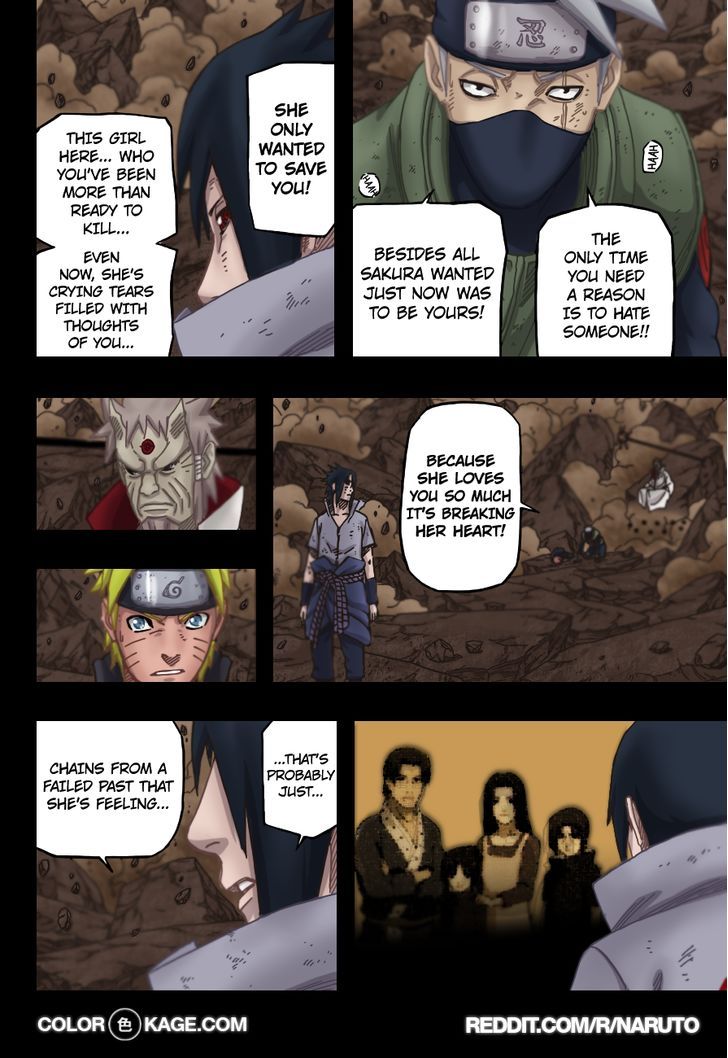 忍
HAAH
THE
ONLY TIME
YOU NEED
A REASON
IS TO HATE
SOMEONE!!
HAAH
BESIDES ALL
SAKURA WANTED
JUST NOW WAS
TO BE YOURS!
SHE
ONLY
WANTED
TO SAVE
YOU!
THIS GIRL
HERE... WHO
YOU'VE BEEN
MORE THAN
READY TO
KILL...
EVEN
NOW, SHE'S
CRYING TEARS
FILLED WITH
THOUGHTS
OF YOU...
BECAUSE
SHE LOVES
YOU SO MUCH
IT'S BREAKING
HER HEART!
...THAT'S
PROBABLY
JUST...
CHAINS FROM A
FAILED PAST THAT
SHE'S FEELING...
COLOR 色 KAGE.COM
REDDIT.COM/R/NARUTO